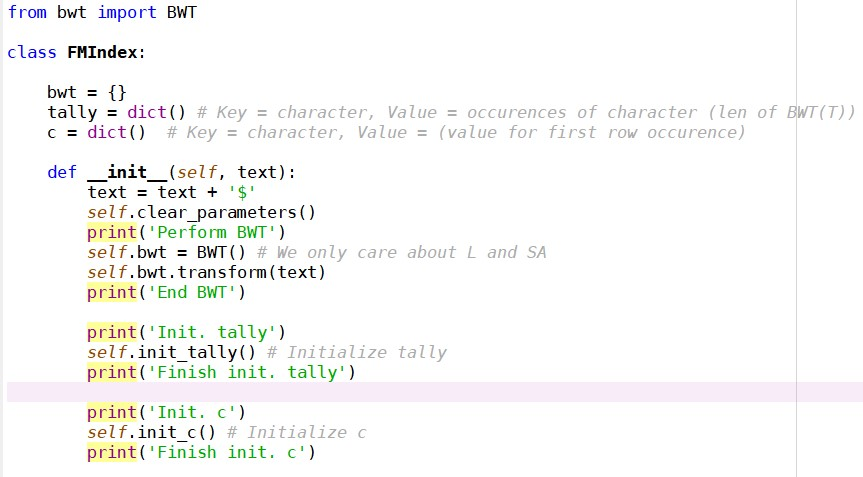 from bwt import BWT
class FMIndex:
bwt = {}
tally = dict() # Key = character, Value = occurences of character (len of BWT(T))
c = dict()  # Key = character, Value = (value for first row occurence)
def __init__(self, text):
text = text + '$'
self.clear_parameters()
print('Perform BWT')
self.bwt = BWT() # We only care about L and SA
self.bwt.transform(text)
print('End BWT')
print('Init. tally')
self.init_tally() # Initialize tally
print('Finish init. tally')
print('Init. c')
self.init_c() # Initialize c
print('Finish init. c')